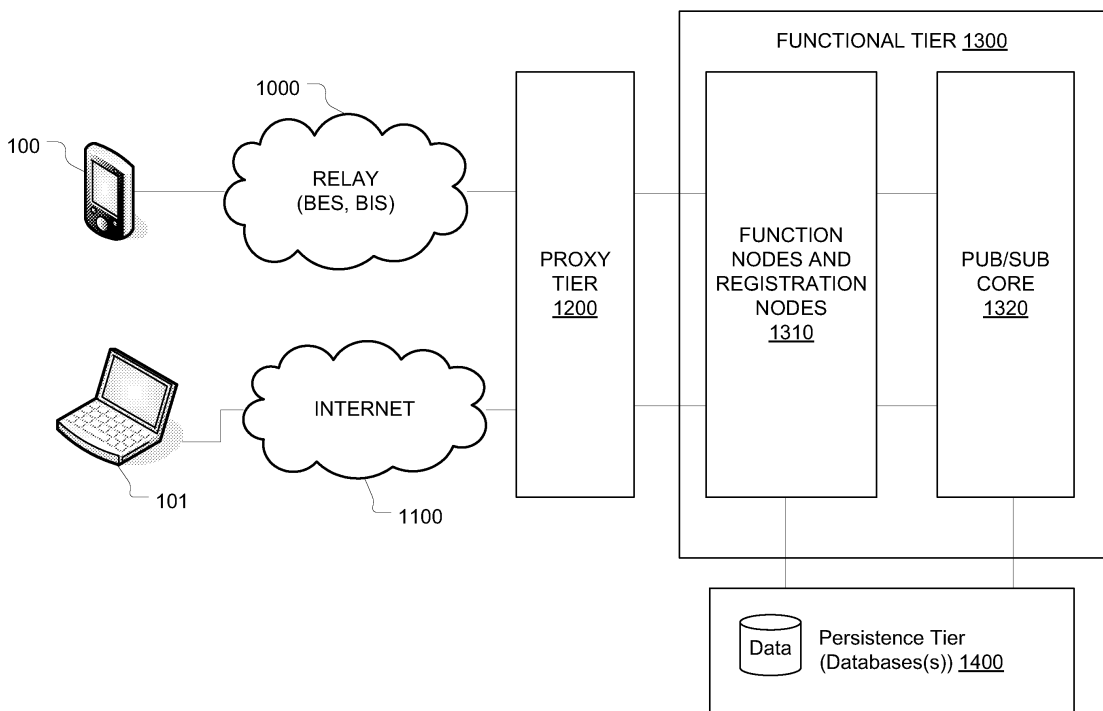 FUNCTIONAL TIER 1300
1000
100
RELAY
(BES, BIS)
PROXY
TIER
1200
FUNCTION
NODES AND
REGISTRATION
NODES
1310
PUB/SUB
CORE
1320
INTERNET
101
1100
Data
Persistence Tier
(Databases(s)) 1400